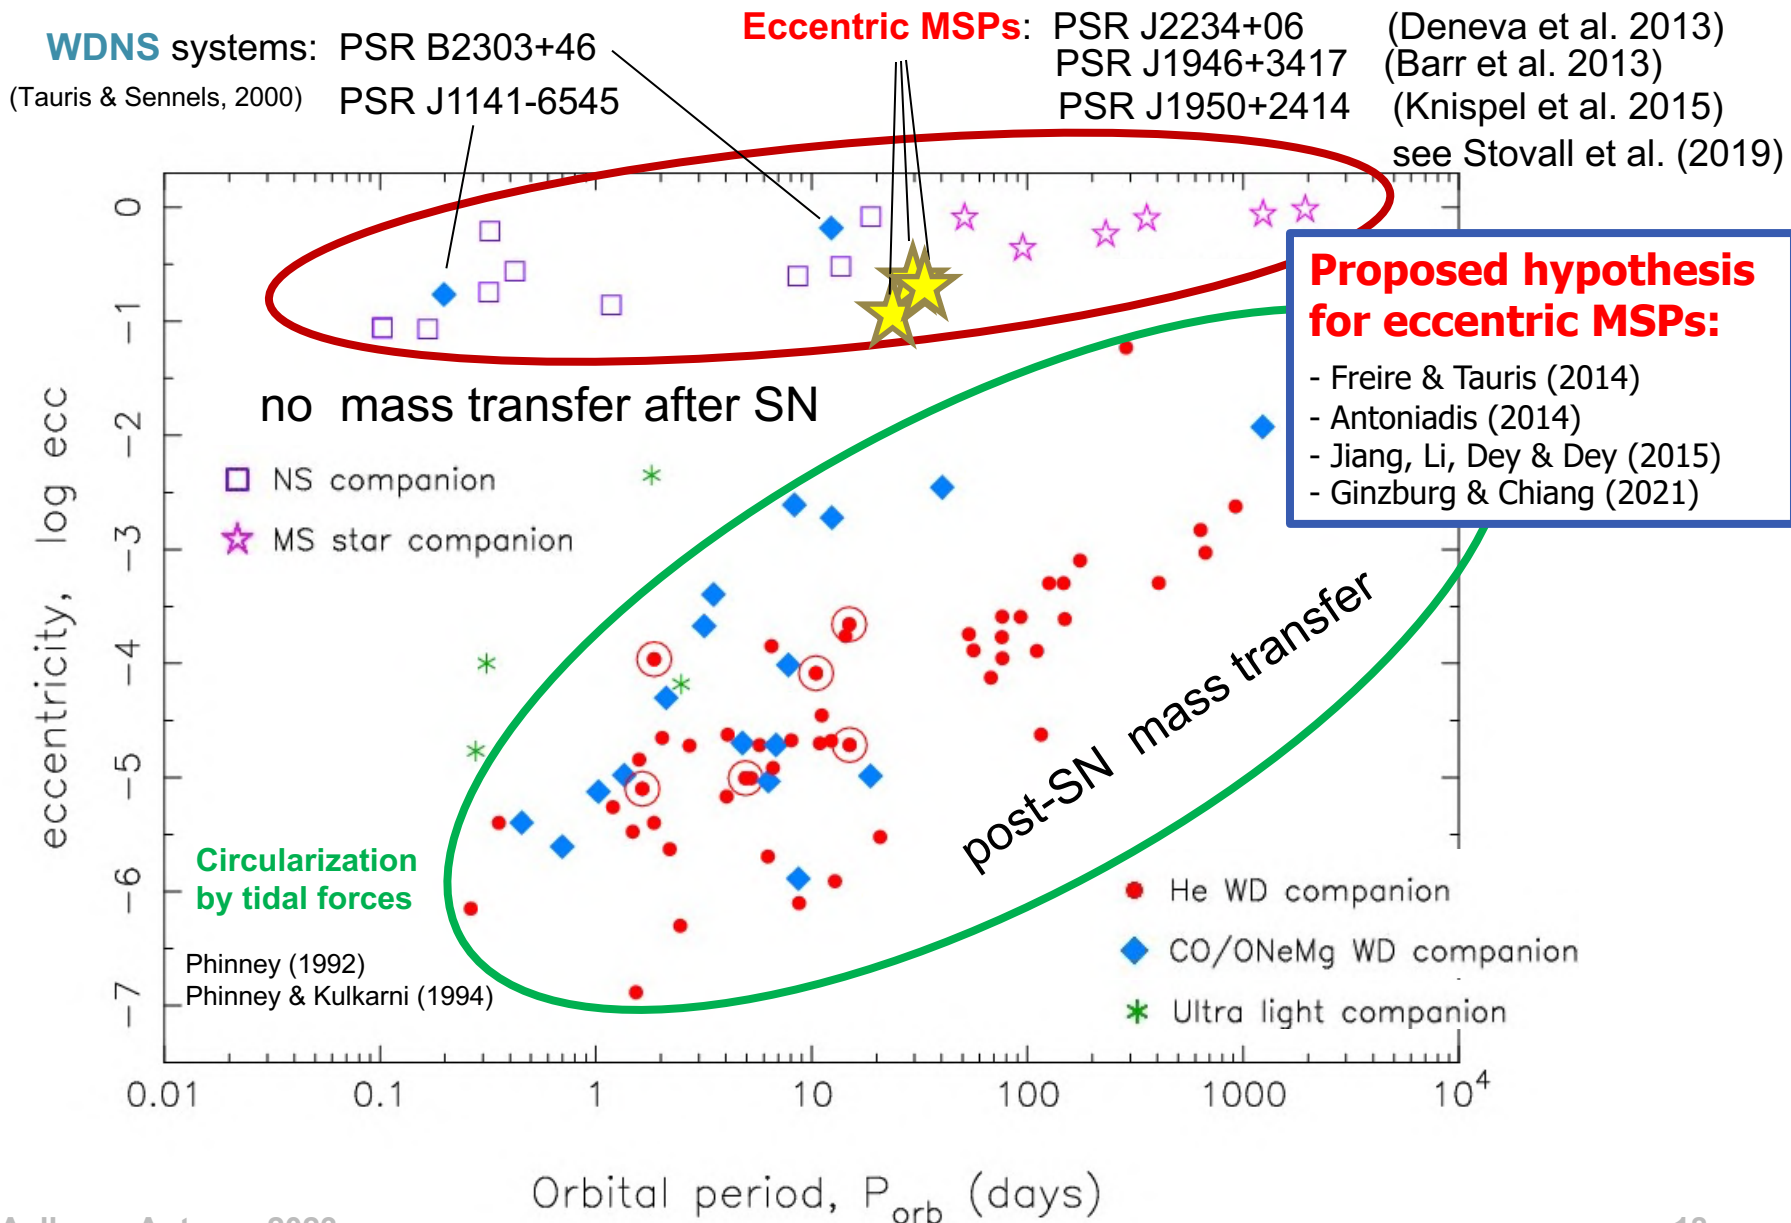 WDNS systems: PSR B2303+46
(Tauris & Sennels, 2000) PSR J1141-6545
Eccentric MSPs: PSR J2234+06 (Deneva et al. 2013)
PSR J1946+3417 (Barr et al. 2013)
PSR J1950+2414 (Knispel et al. 2015)
see Stovall et al. (2019)
Proposed hypothesis
for eccentric MSPs:
- Freire & Tauris (2014)
- Antoniadis (2014)
- Jiang, Li, Dey & Dey (2015)
- Ginzburg & Chiang (2021)
no mass transfer after SN
NS companion
MS star companion
post-SN mass transfer
Circularization
by tidal forces
Phinney (1992)
Phinney & Kulkarni (1994)
He WD companion
CO/ONeMg WD companion
Ultra light companion
eccentricity, log ecc
0
-1
-2
-3
-4
-5
-6
-7
0.01 0.1 1 10 100 1000 10⁴
Orbital period, P_orb (days)